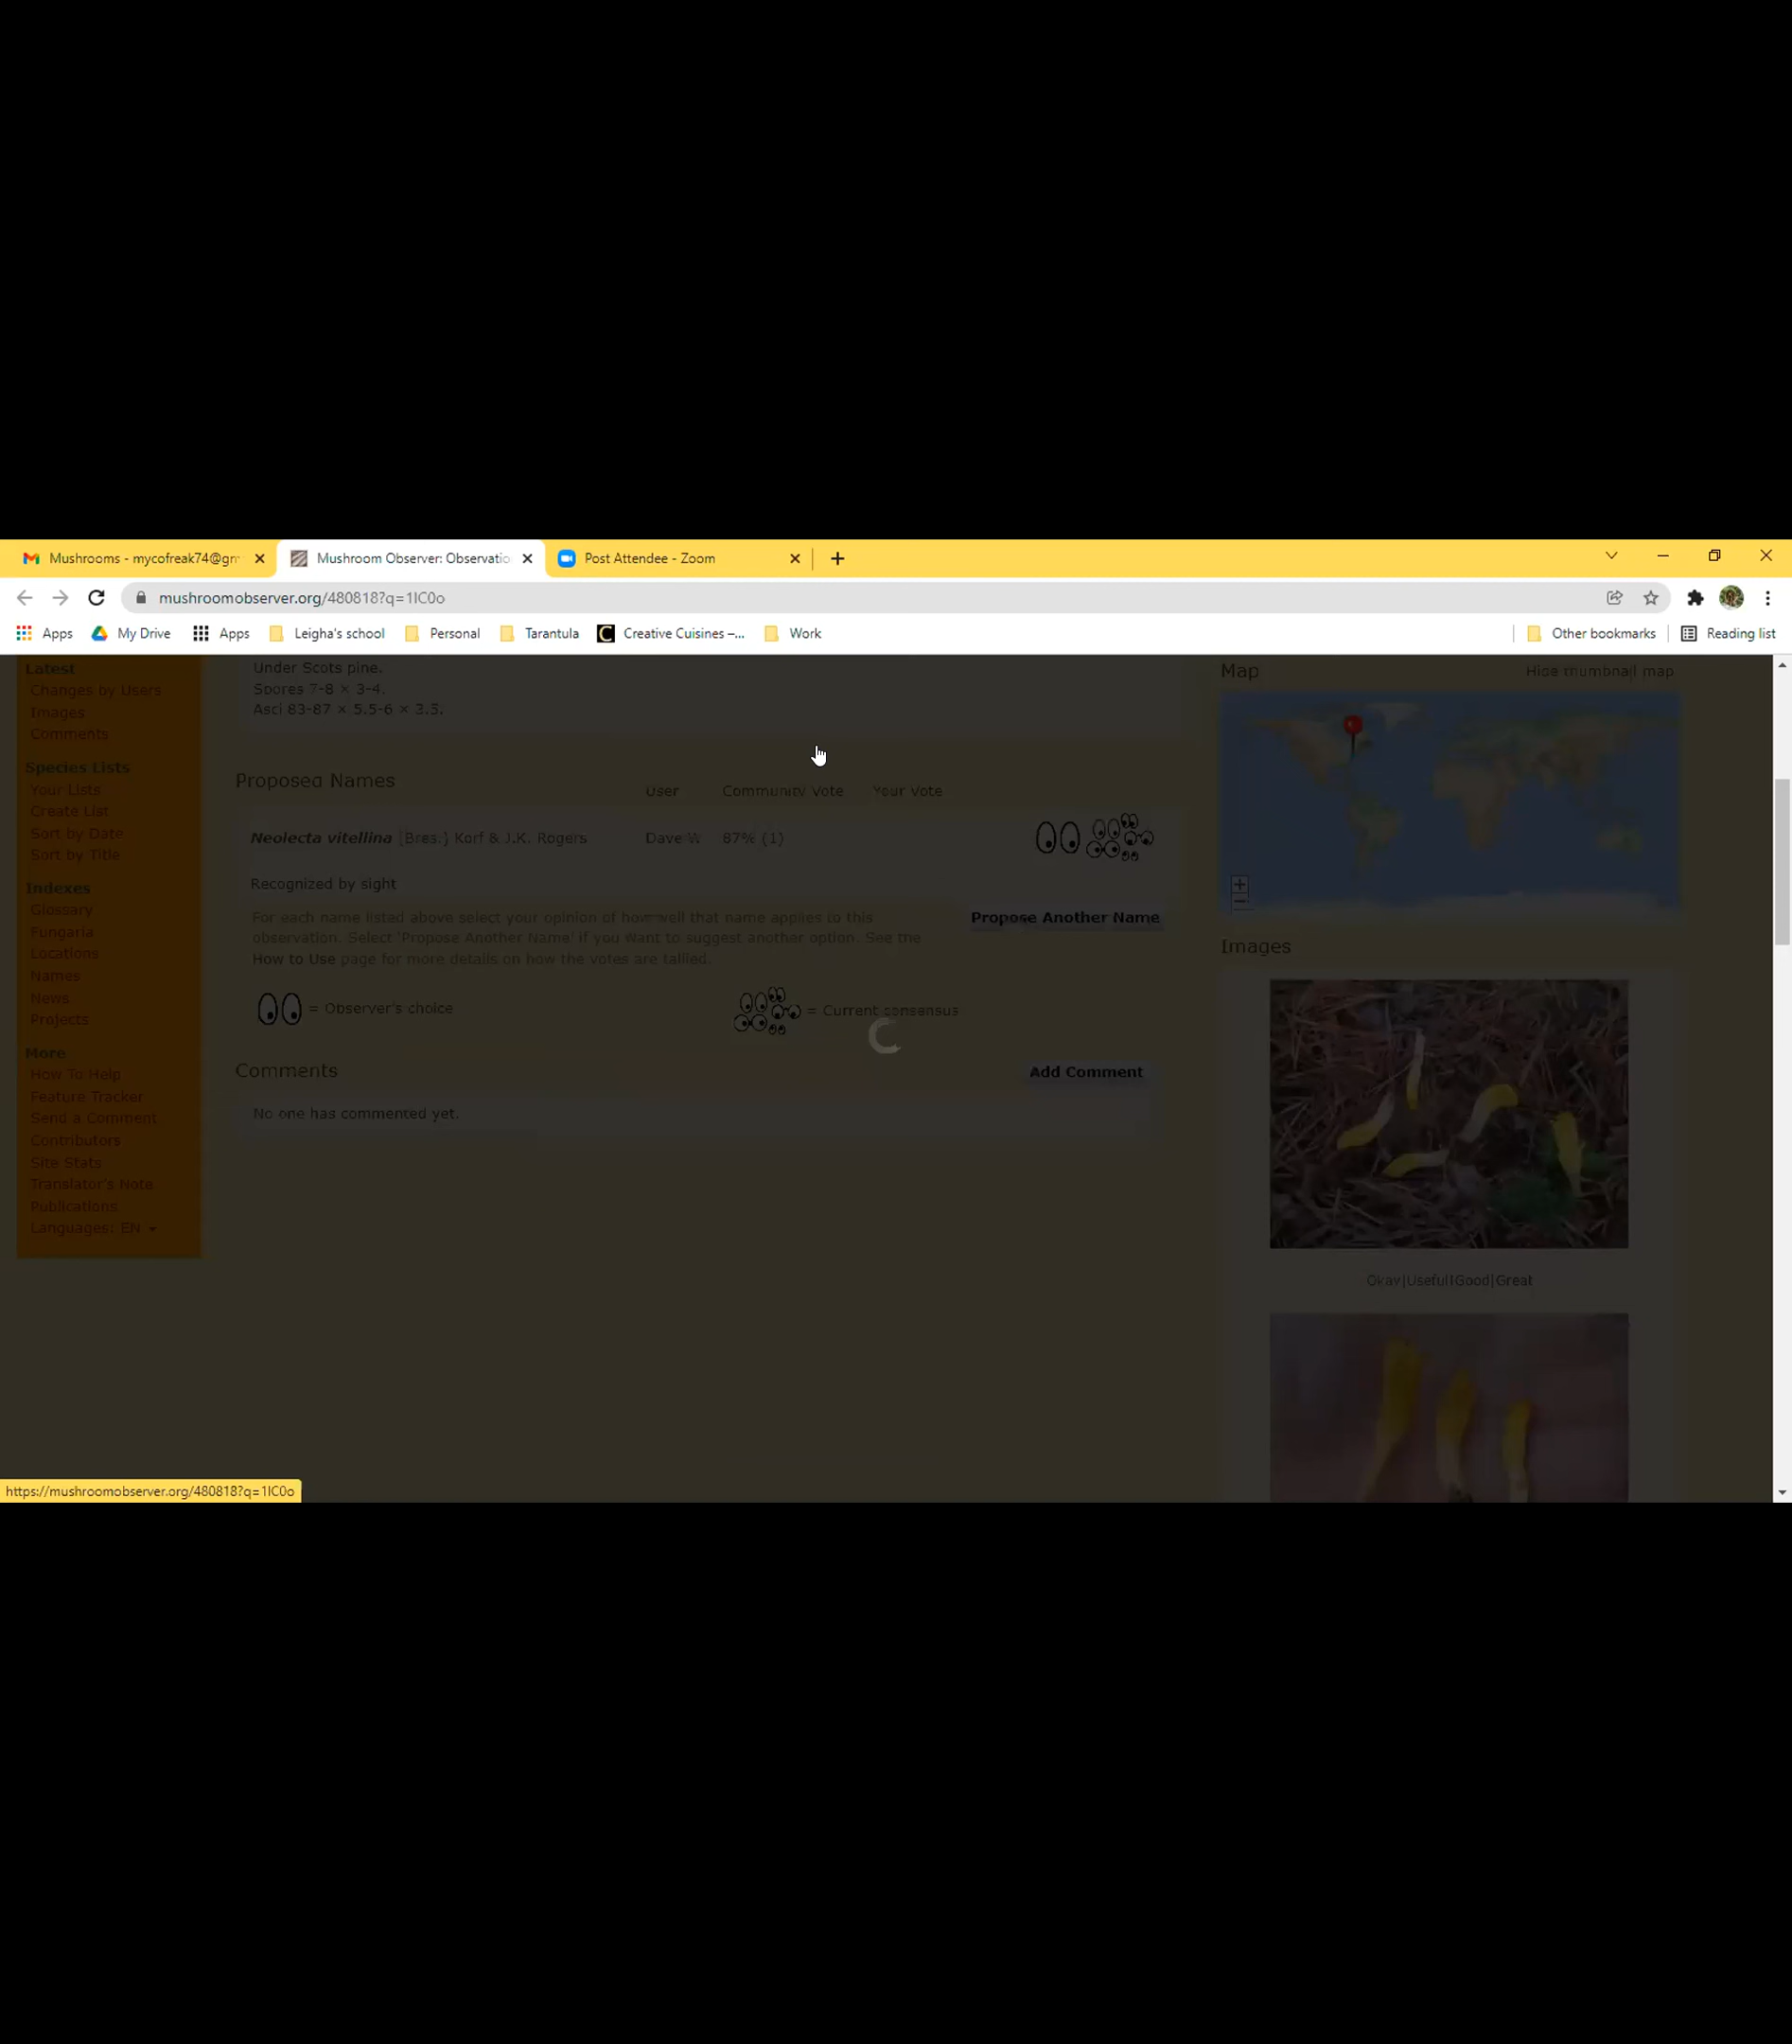 Mushrooms - mycofreak74@gm
Mushroom Observer: Observatio
Post Attendee - Zoom
mushroomobserver.org/480818?q=1IC0o
Apps
My Drive
Apps
Leigha's school
Personal
Tarantula
Creative Cuisines –...
Work
Other bookmarks
Reading list
Latest
Changes by Users
Images
Comments
Species Lists
Your Lists
Create List
Sort by Date
Sort by Title
Indexes
Glossary
Fungaria
Locations
Names
News
Projects
More
How To Help
Feature Tracker
Send a Comment
Contributors
Site Stats
Translator's Note
Publications
Languages: EN
Under Scots pine.
Spores 7-8 × 3-4.
Asci 83-87 × 5.5-6 × 3.5.
Proposed Names
User Community Vote Your Vote
Neolecta vitellina (Bres.) Korf & J.K. Rogers Dave W 87% (1)
Recognized by sight
For each name listed above select your opinion of how well that name applies to this
observation. Select 'Propose Another Name' if you want to suggest another option. See the
How to Use page for more details on how the votes are tallied.
Propose Another Name
= Observer's choice
= Current consensus
Comments
Add Comment
No one has commented yet.
Map
Hide thumbnail map
Images
Okay|Useful|Good|Great
https://mushroomobserver.org/480818?q=1IC0o